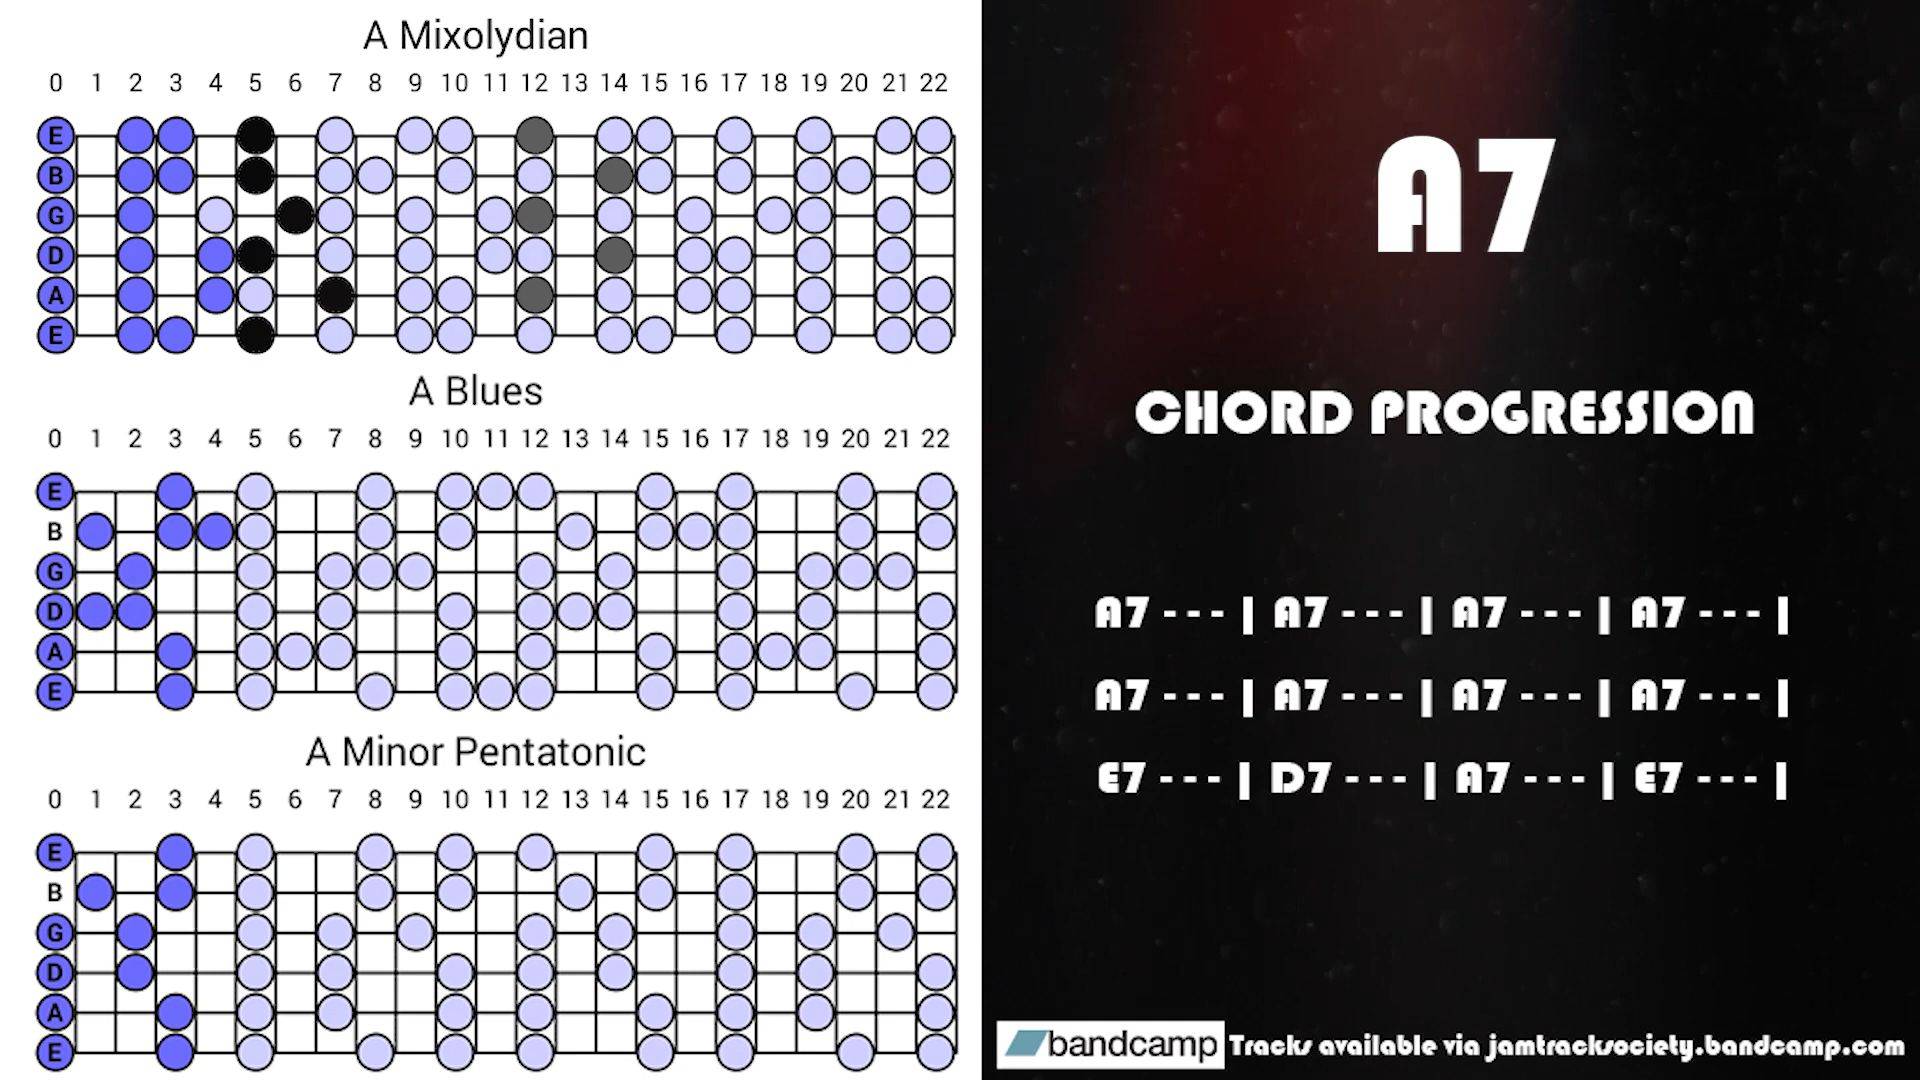 A Mixolydian
0 1 2 3 4 5 6 7 8 9 10 11 12 13 14 15 16 17 18 19 20 21 22
E
B
G
D
A
E
A Blues
0 1 2 3 4 5 6 7 8 9 10 11 12 13 14 15 16 17 18 19 20 21 22
E
B
G
D
A
E
A Minor Pentatonic
0 1 2 3 4 5 6 7 8 9 10 11 12 13 14 15 16 17 18 19 20 21 22
E
B
G
D
A
E
A7
CHORD PROGRESSION
A7 - - - | A7 - - - | A7 - - - | A7 - - - |
A7 - - - | A7 - - - | A7 - - - | A7 - - - |
E7 - - - | D7 - - - | A7 - - - | E7 - - - |
bandcamp Tracks available via jamtracksociety.bandcamp.com